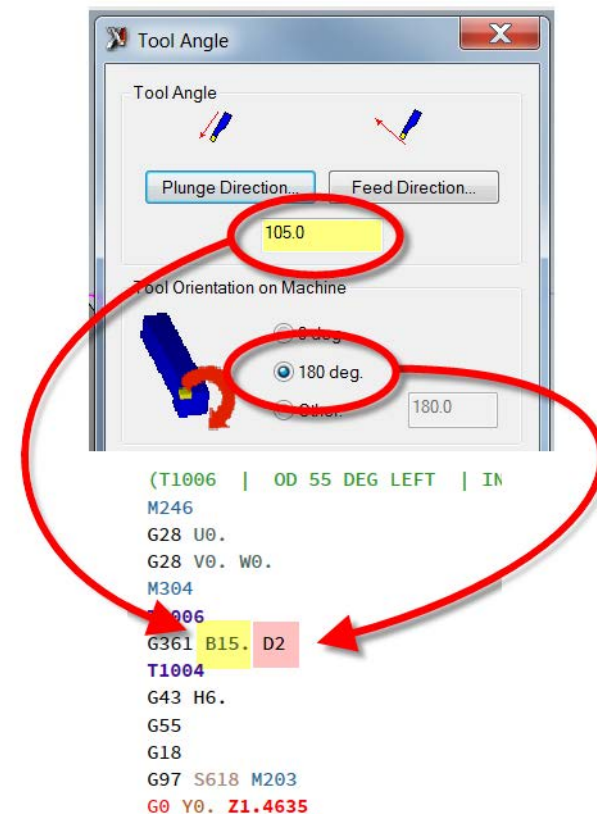 Tool Angle
Tool Angle
Plunge Direction...
Feed Direction...
105.0
Tool Orientation on Machine
180 deg.
180.0
(T1006 | OD 55 DEG LEFT | IN
M246
G28 U0.
G28 V0. W0.
M304
G361 B15. D2
T1004
G43 H6.
G55
G18
G97 S618 M203
G0 Y0. Z1.4635